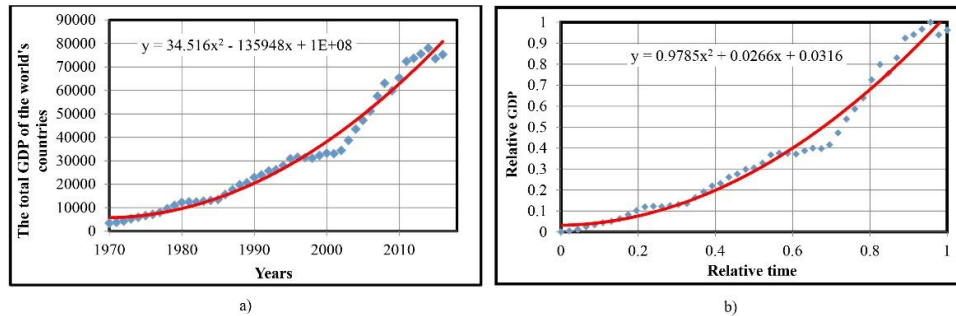 The total GDP of the world's
countries
90000
80000
70000
60000
50000
40000
30000
20000
10000
0
y = 34.516x² - 135948x + 1E+08
1970 1980 1990 2000 2010
Years
a)
Relative GDP
1
0.9
0.8
0.7
0.6
0.5
0.4
0.3
0.2
0.1
0
y = 0.9785x² + 0.0266x + 0.0316
0 0.2 0.4 0.6 0.8 1
Relative time
b)